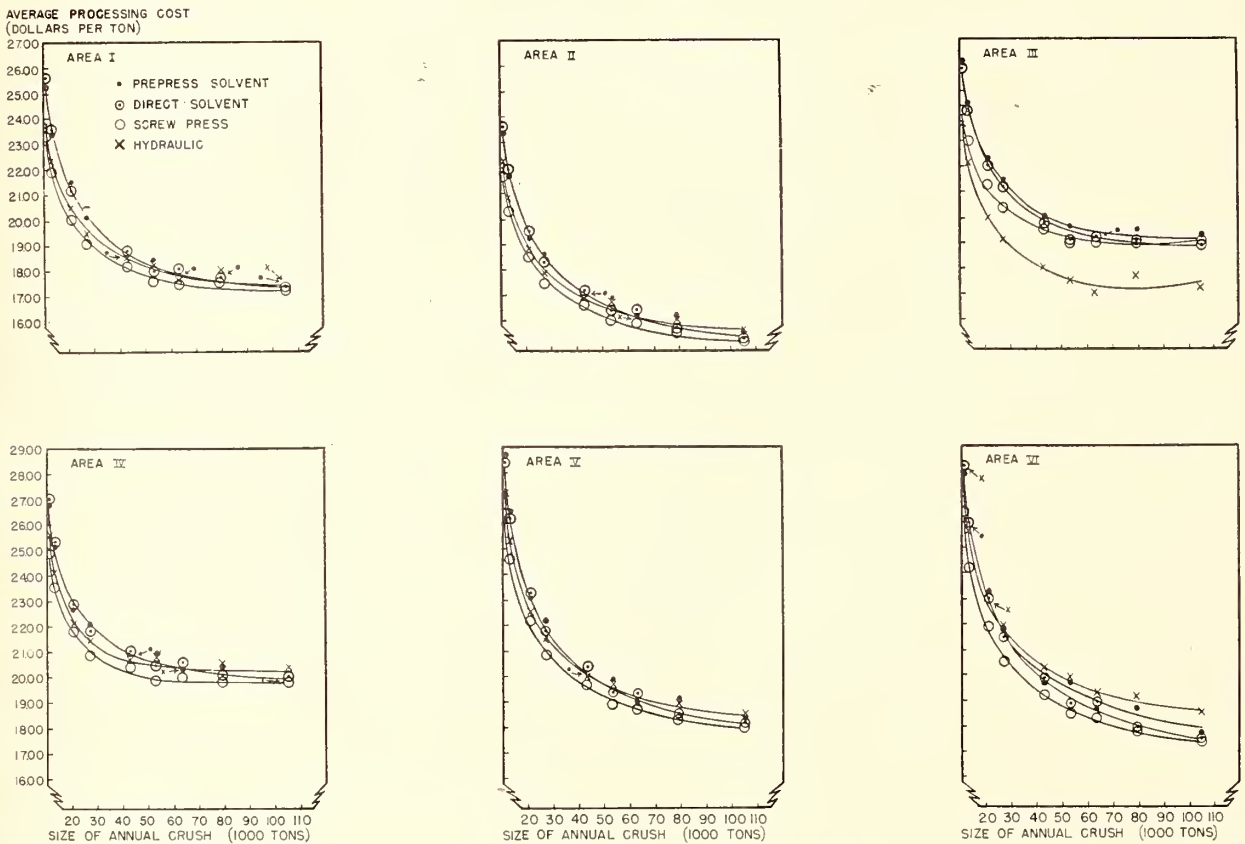 AVERAGE PROCESSING COST
(DOLLARS PER TON)
2700
2600
2500
2400
2300
2200
2100
2000
1900
1800
1700
1600
AREA I
• PREPRESS SOLVENT
⊙ DIRECT SOLVENT
○ SCREW PRESS
X HYDRAULIC
AREA II
AREA III
2900
2800
2700
2600
2500
2400
2300
2200
2100
2000
1900
1800
1700
1600
AREA IV
AREA V
AREA VI
20 30 40 50 60 70 80 90 100 110
SIZE OF ANNUAL CRUSH (1000 TONS)
20 30 40 50 60 70 80 90 100 110
SIZE OF ANNUAL CRUSH (1000 TONS)
20 30 40 50 60 70 80 90 100 110
SIZE OF ANNUAL CRUSH (1000 TONS)